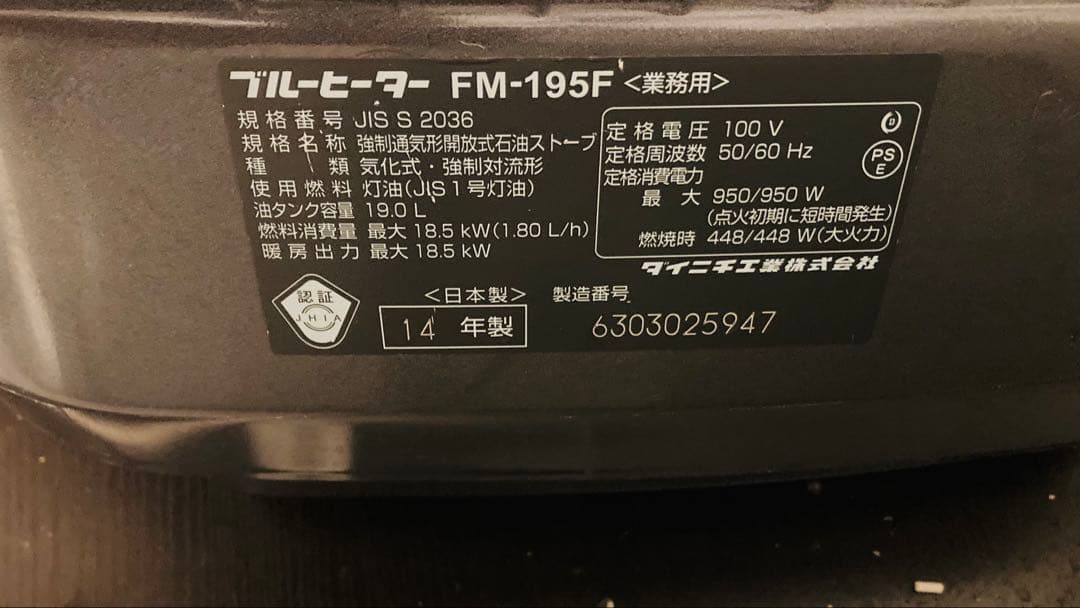 ブルーヒーター FM-195F <業務用>
規格番号 JIS S 2036
規格名称 強制通気形開放式石油ストーブ
種類 気化式・強制対流形
使用燃料 灯油(JIS1号灯油)
油タンク容量 19.0 L
燃料消費量 最大 18.5 kW(1.80 L/h)
暖房出力 最大 18.5 kW
定格電圧 100 V
定格周波数 50/60 Hz
定格消費電力
最大 950/950 W
(点火初期に短時間発生)
燃焼時 448/448 W(大火力)
PS
E
ダイニチ工業株式会社
認証
JHIA
<日本製>
14 年製
製造番号
6303025947